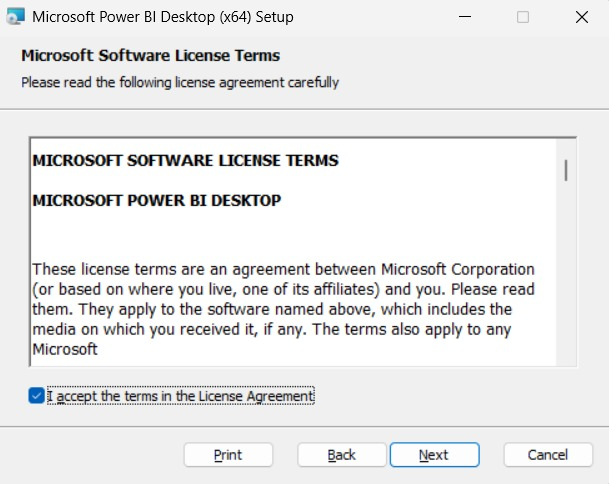 Microsoft Power BI Desktop (x64) Setup
Microsoft Software License Terms
Please read the following license agreement carefully
MICROSOFT SOFTWARE LICENSE TERMS
MICROSOFT POWER BI DESKTOP
These license terms are an agreement between Microsoft Corporation
(or based on where you live, one of its affiliates) and you. Please read
them. They apply to the software named above, which includes the
media on which you received it, if any. The terms also apply to any
Microsoft
I accept the terms in the License Agreement
Print
Back
Next
Cancel